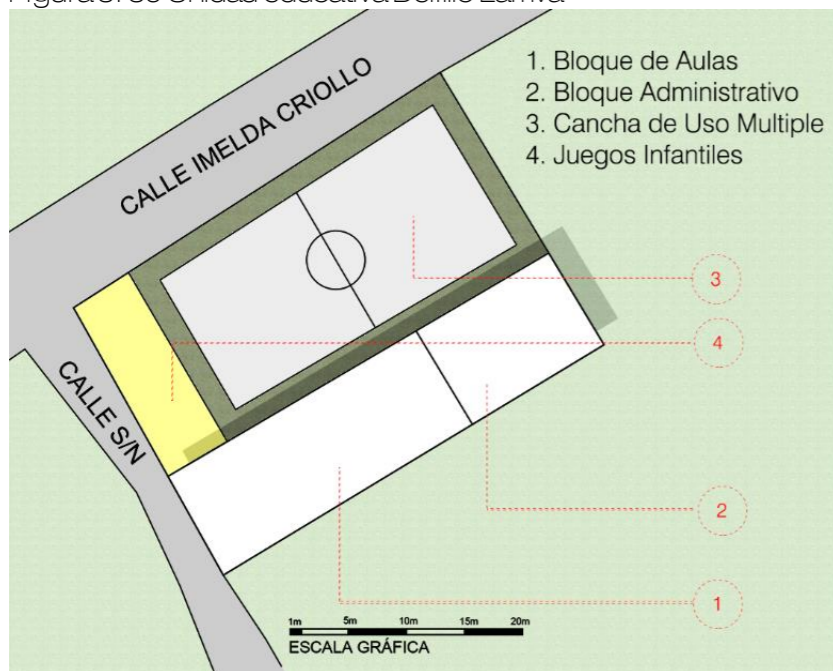 1. Bloque de Aulas
2. Bloque Administrativo
3. Cancha de Uso Multiple
4. Juegos Infantiles
CALLE IMELDA CRIOLLO
3
4
CALLE S/N
2
1
1m 5m 10m 15m 20m
ESCALA GRÁFICA